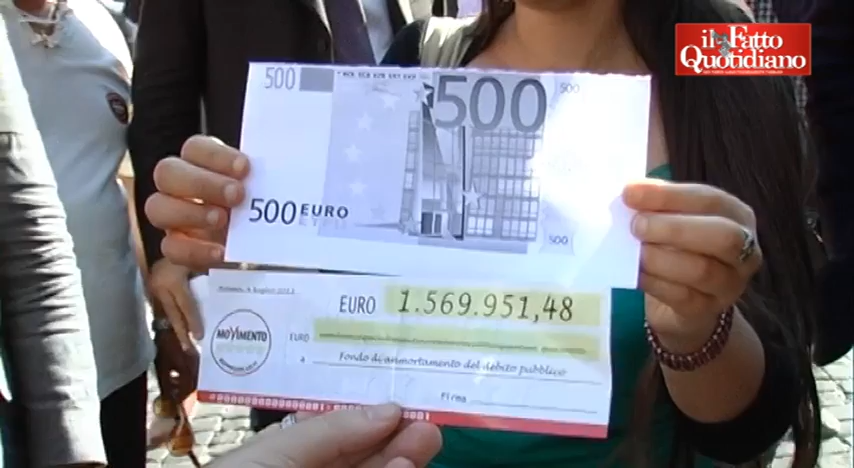 il Fatto
Quotidiano
500
500
500
500 EURO
500
EURO 1.569.951,48
MOVIMENTO
EURO
A Fondo di ammortamento del debito pubblico
Firma